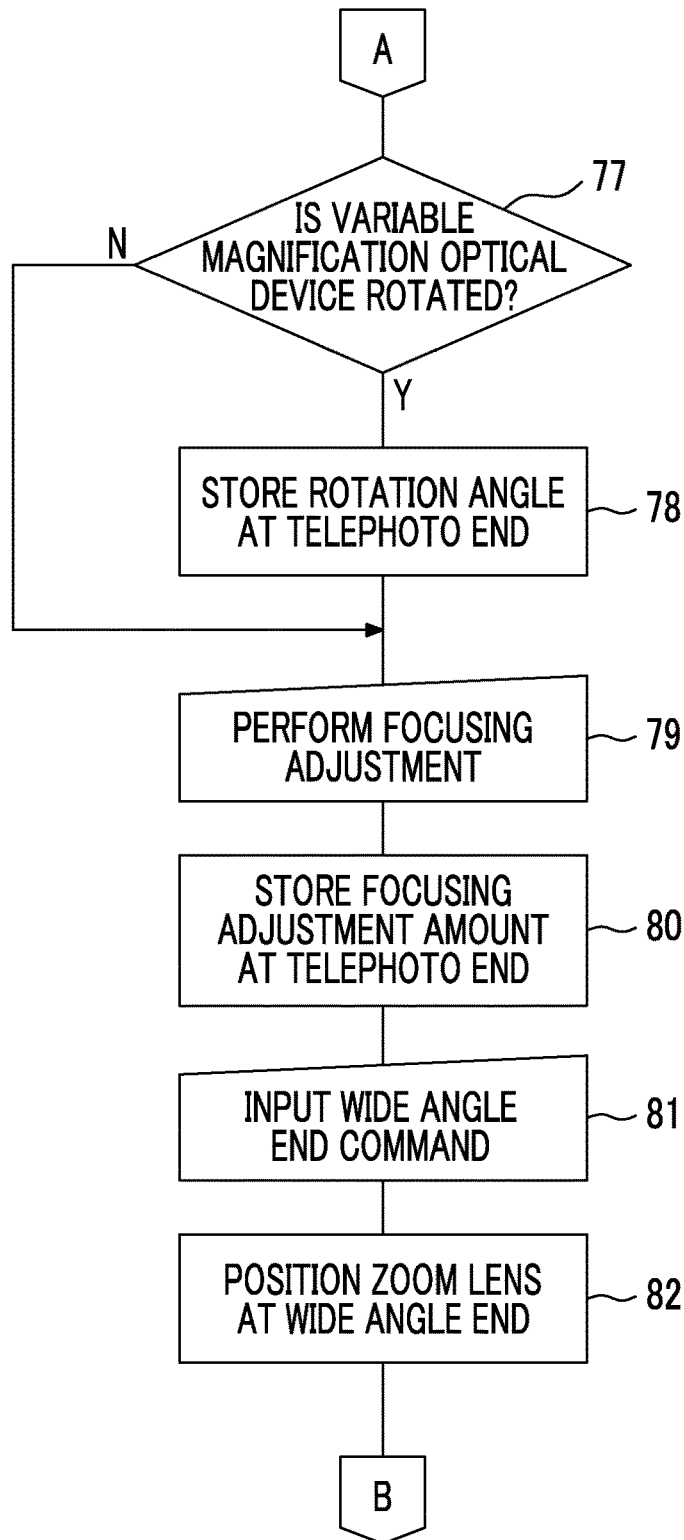 A
77
IS VARIABLE
MAGNIFICATION OPTICAL
DEVICE ROTATED?
N
Y
STORE ROTATION ANGLE
AT TELEPHOTO END
78
PERFORM FOCUSING
ADJUSTMENT
79
STORE FOCUSING
ADJUSTMENT AMOUNT
AT TELEPHOTO END
80
INPUT WIDE ANGLE
END COMMAND
81
POSITION ZOOM LENS
AT WIDE ANGLE END
82
B